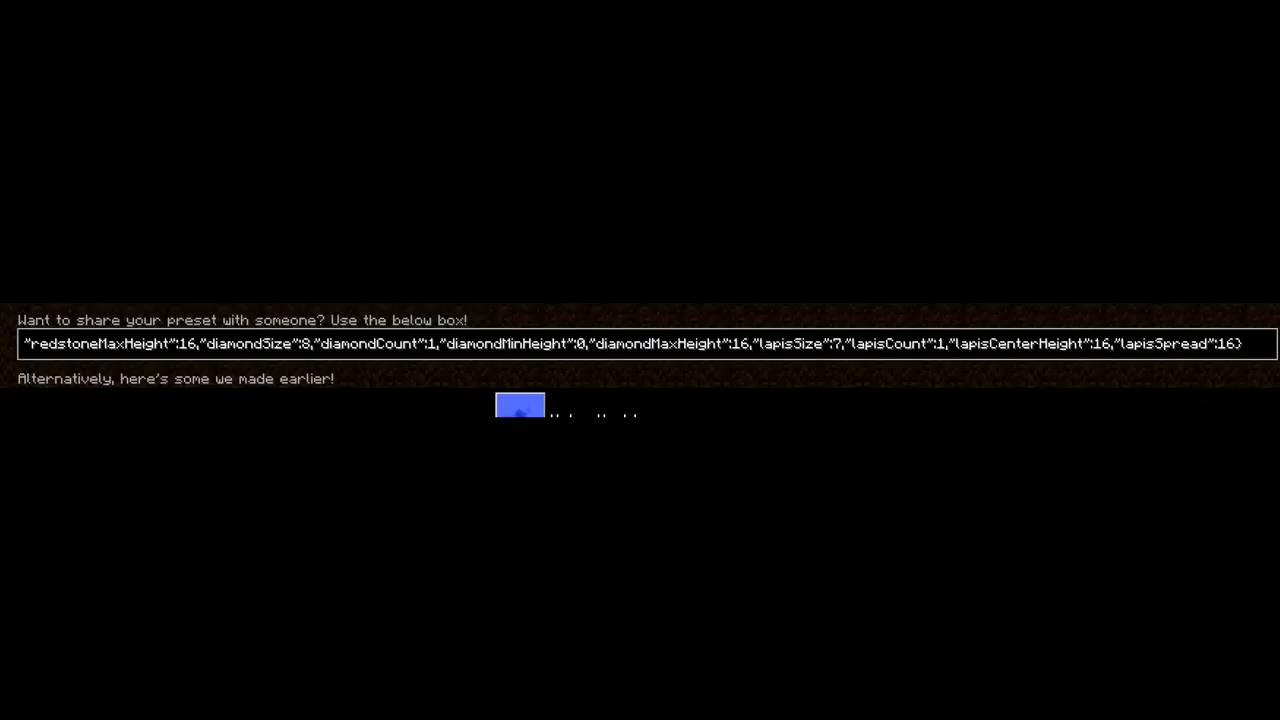 Want to share your preset with someone? Use the below box!
"redstoneMaxHeight":16,"diamondSize":8,"diamondCount":1,"diamondMinHeight":0,"diamondMaxHeight":16,"lapisSize":7,"lapisCount":1,"lapisCenterHeight":16,"lapisSpread":16}
Alternatively, here's some we made earlier!